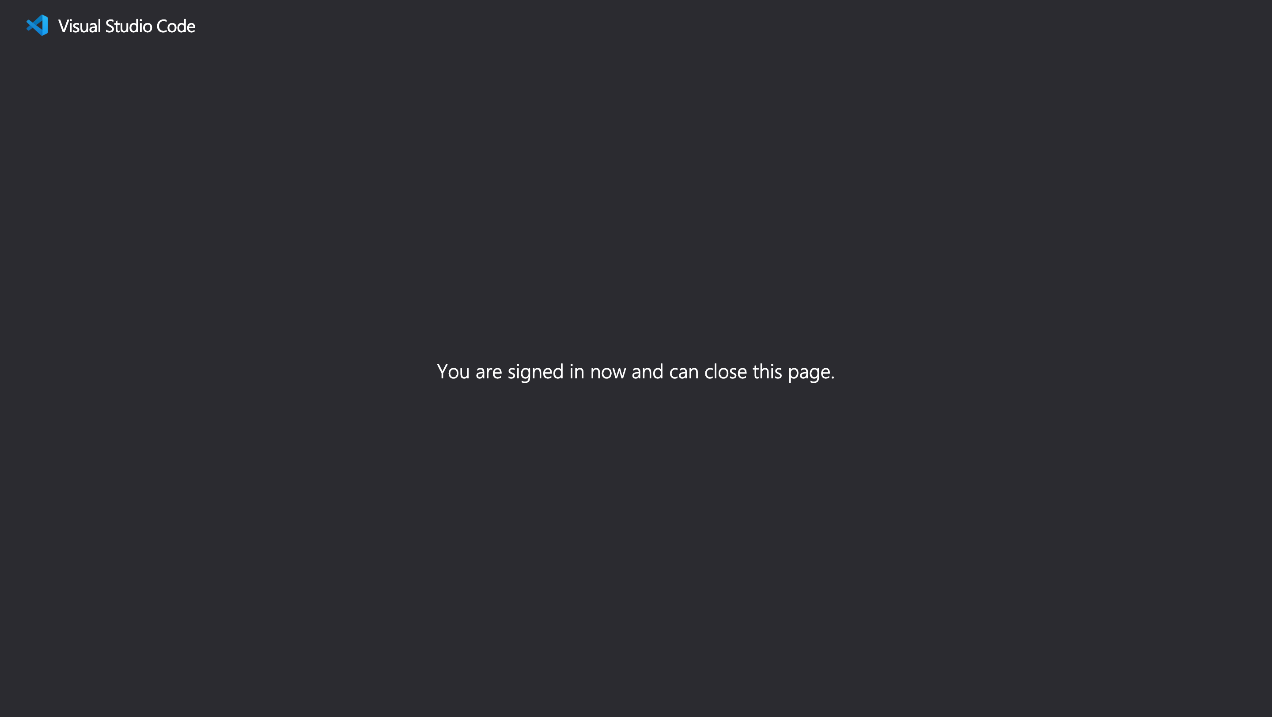 Visual Studio Code
You are signed in now and can close this page.